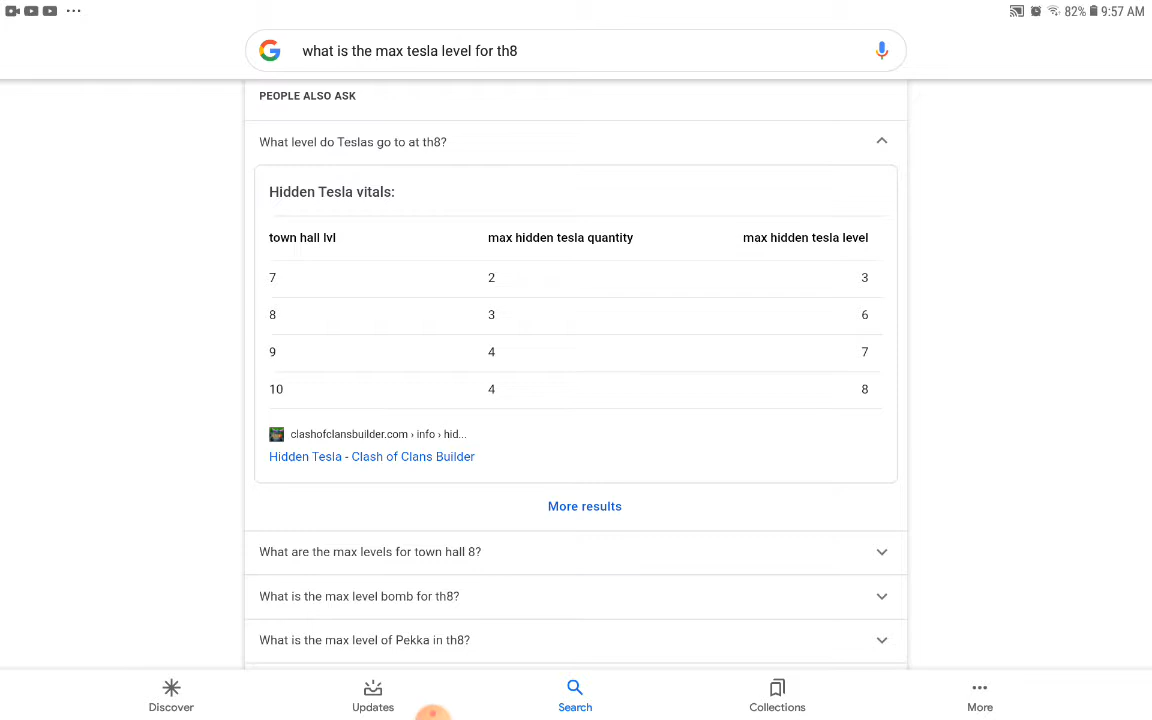 82% 9:57 AM
what is the max tesla level for th8
PEOPLE ALSO ASK
What level do Teslas go to at th8?
Hidden Tesla vitals:
town hall lvl max hidden tesla quantity max hidden tesla level
7 2 3
8 3 6
9 4 7
10 4 8
clashofclansbuilder.com › info › hid...
Hidden Tesla - Clash of Clans Builder
More results
What are the max levels for town hall 8?
What is the max level bomb for th8?
What is the max level of Pekka in th8?
Discover Updates Search Collections More